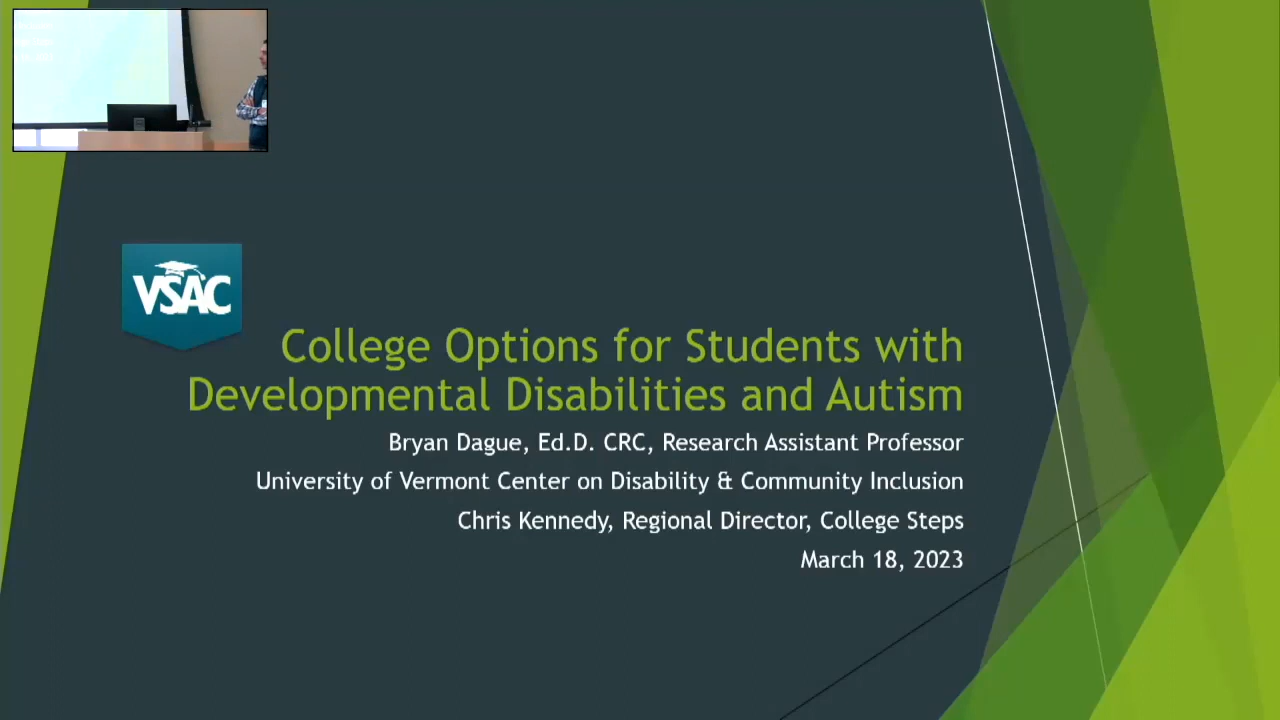 VSAC
College Options for Students with
Developmental Disabilities and Autism
Bryan Dague, Ed.D. CRC, Research Assistant Professor
University of Vermont Center on Disability & Community Inclusion
Chris Kennedy, Regional Director, College Steps
March 18, 2023